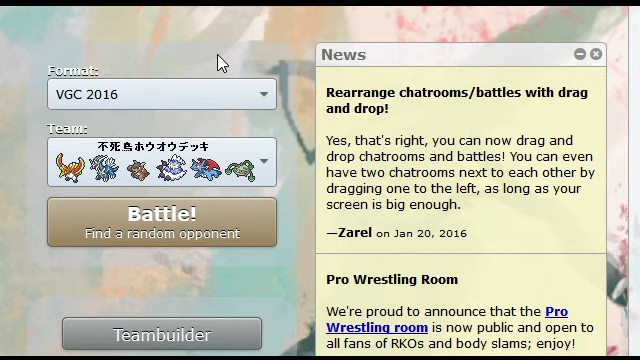 Format:
VGC 2016
Team:
不死鳥ホウオウデッキ
Battle!
Find a random opponent
Teambuilder
News
Rearrange chatrooms/battles with drag
and drop!
Yes, that's right, you can now drag and
drop chatrooms and battles! You can even
have two chatrooms next to each other by
dragging one to the left, as long as your
screen is big enough.
—Zarel on Jan 20, 2016
Pro Wrestling Room
We're proud to announce that the Pro
Wrestling room is now public and open to
all fans of RKOs and body slams; enjoy!